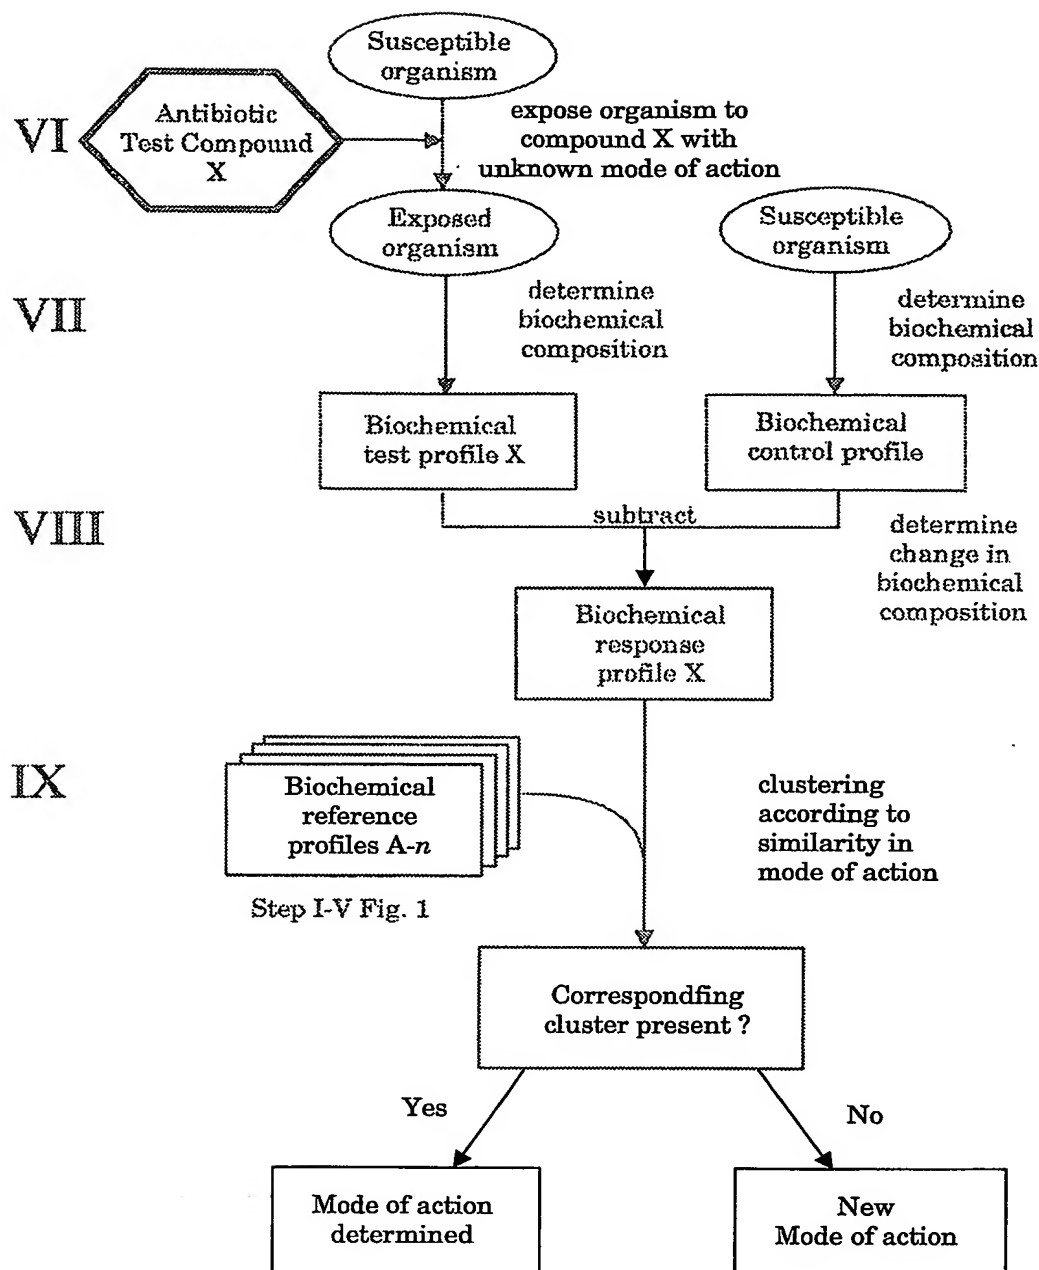 Susceptible
organism
VI
Antibiotic
Test Compound
X
expose organism to
compound X with
unknown mode of action
Exposed
organism
Susceptible
organism
VII
determine
biochemical
composition
determine
biochemical
composition
Biochemical
test profile X
Biochemical
control profile
VIII
subtract
determine
change in
biochemical
composition
Biochemical
response
profile X
IX
Biochemical
reference
profiles A-n
clustering
according to
similarity in
mode of action
Step I-V Fig. 1
Correspondfing
cluster present ?
Yes
No
Mode of action
determined
New
Mode of action